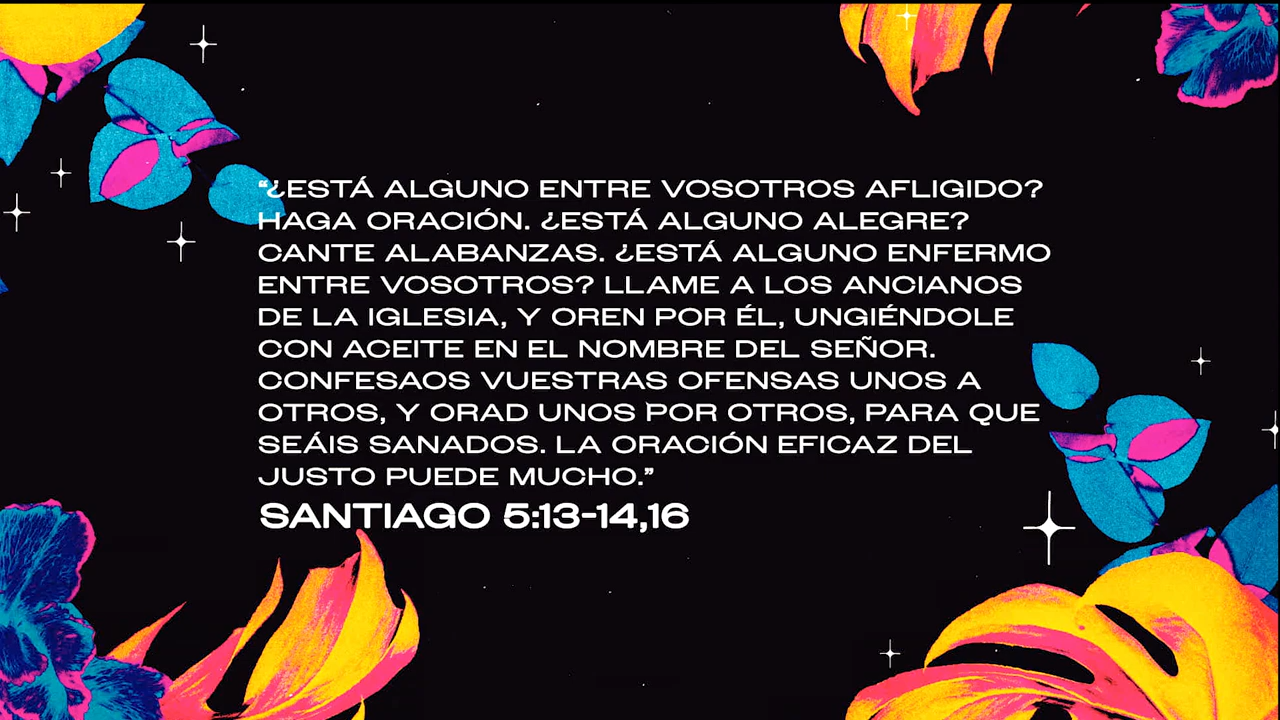 “¿ESTÁ ALGUNO ENTRE VOSOTROS AFLIGIDO?
HAGA ORACIÓN. ¿ESTÁ ALGUNO ALEGRE?
CANTE ALABANZAS. ¿ESTÁ ALGUNO ENFERMO
ENTRE VOSOTROS? LLAME A LOS ANCIANOS
DE LA IGLESIA, Y OREN POR ÉL, UNGIÉNDOLE
CON ACEITE EN EL NOMBRE DEL SEÑOR.
CONFESAOS VUESTRAS OFENSAS UNOS A
OTROS, Y ORAD UNOS POR OTROS, PARA QUE
SEÁIS SANADOS. LA ORACIÓN EFICAZ DEL
JUSTO PUEDE MUCHO.”
SANTIAGO 5:13-14,16